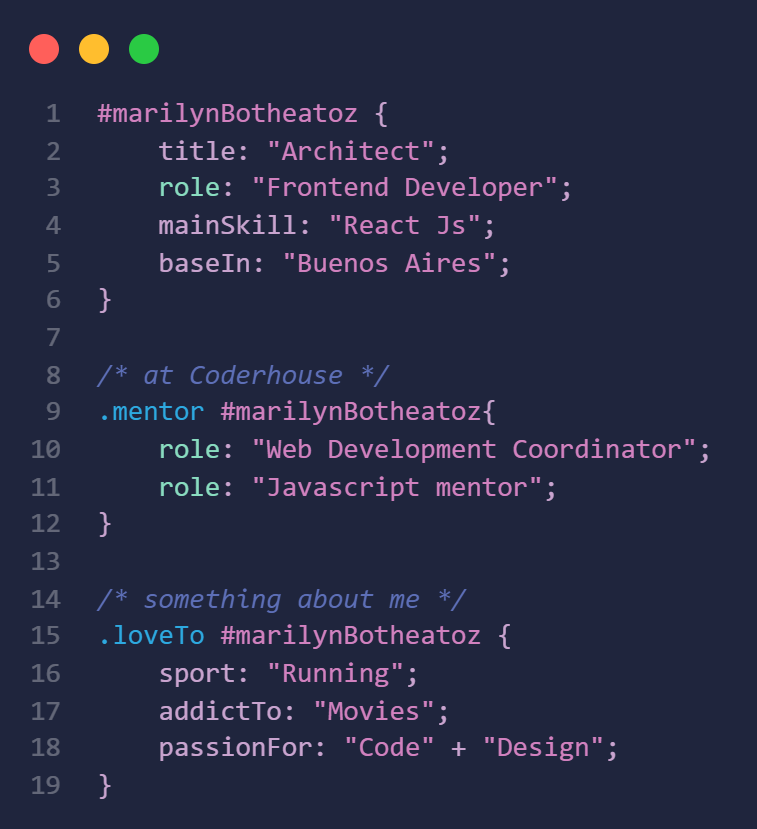 1 #marilynBotheatoz {
2     title: "Architect";
3     role: "Frontend Developer";
4     mainSkill: "React Js";
5     baseIn: "Buenos Aires";
6 }
7
8 /* at Coderhouse */
9 .mentor #marilynBotheatoz{
10     role: "Web Development Coordinator";
11     role: "Javascript mentor";
12 }
13
14 /* something about me */
15 .loveTo #marilynBotheatoz {
16     sport: "Running";
17     addictTo: "Movies";
18     passionFor: "Code" + "Design";
19 }